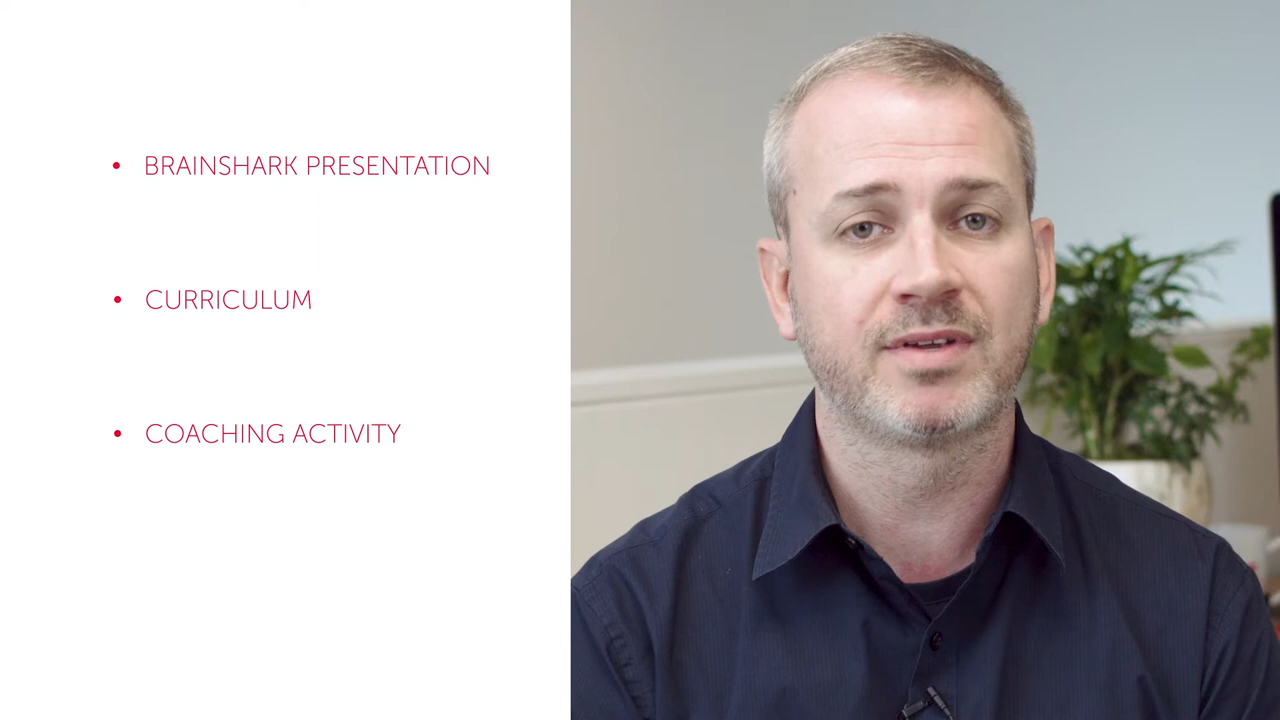 • BRAINSHARK PRESENTATION
• CURRICULUM
• COACHING ACTIVITY